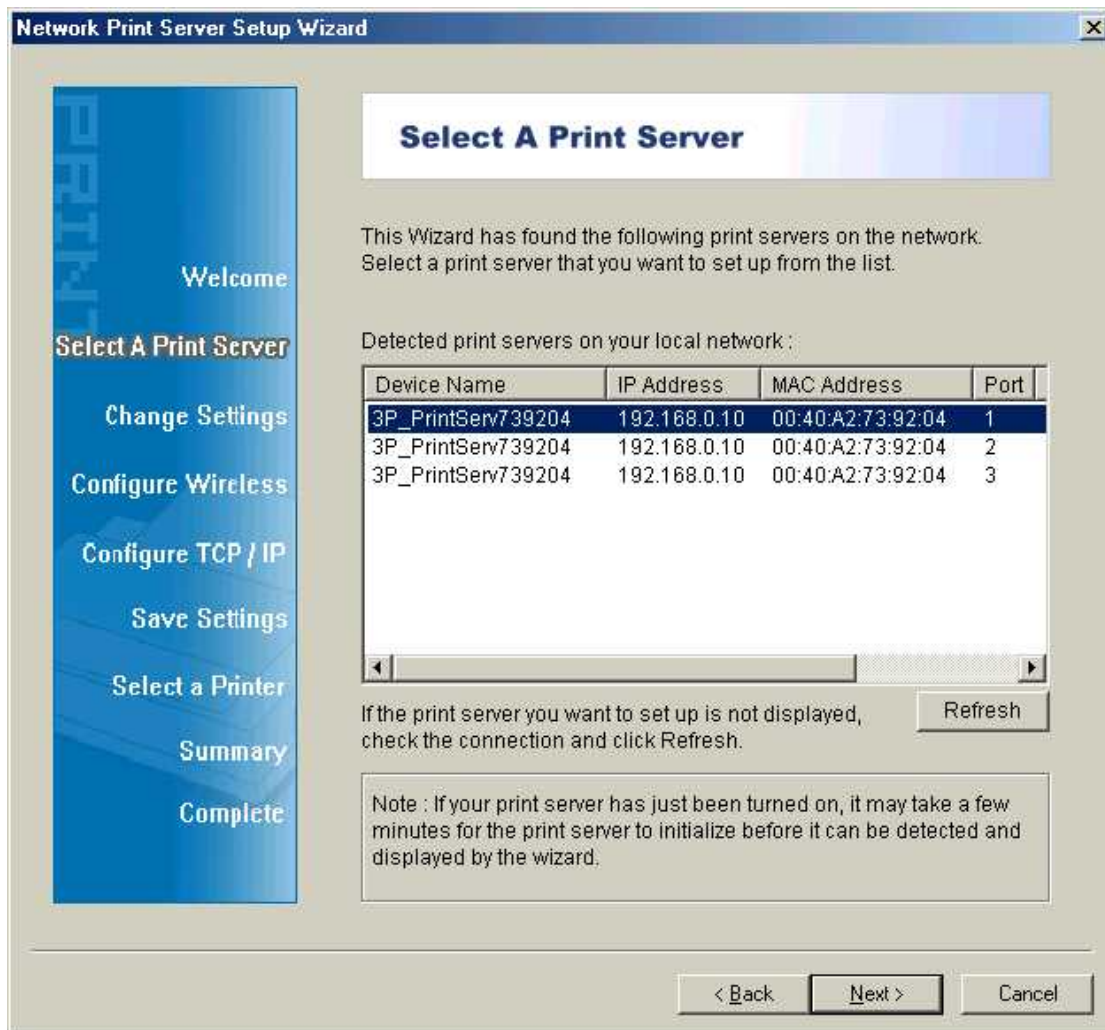 Network Print Server Setup Wizard
PRINT
Welcome
Select A Print Server
Change Settings
Configure Wireless
Configure TCP / IP
Save Settings
Select a Printer
Summary
Complete
Select A Print Server
This Wizard has found the following print servers on the network.
Select a print server that you want to set up from the list.
Detected print servers on your local network :
Device Name IP Address MAC Address Port
3P_PrintServ739204 192.168.0.10 00:40:A2:73:92:04 1
3P_PrintServ739204 192.168.0.10 00:40:A2:73:92:04 2
3P_PrintServ739204 192.168.0.10 00:40:A2:73:92:04 3
If the print server you want to set up is not displayed,
check the connection and click Refresh.
Refresh
Note : If your print server has just been turned on, it may take a few
minutes for the print server to initialize before it can be detected and
displayed by the wizard.
< Back Next > Cancel